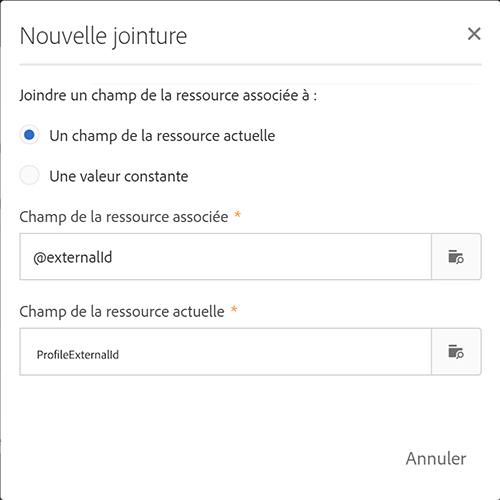 Nouvelle jointure
Joindre un champ de la ressource associée à :
Un champ de la ressource actuelle
Une valeur constante
Champ de la ressource associée *
@externalId
Champ de la ressource actuelle *
ProfileExternalId
Annuler